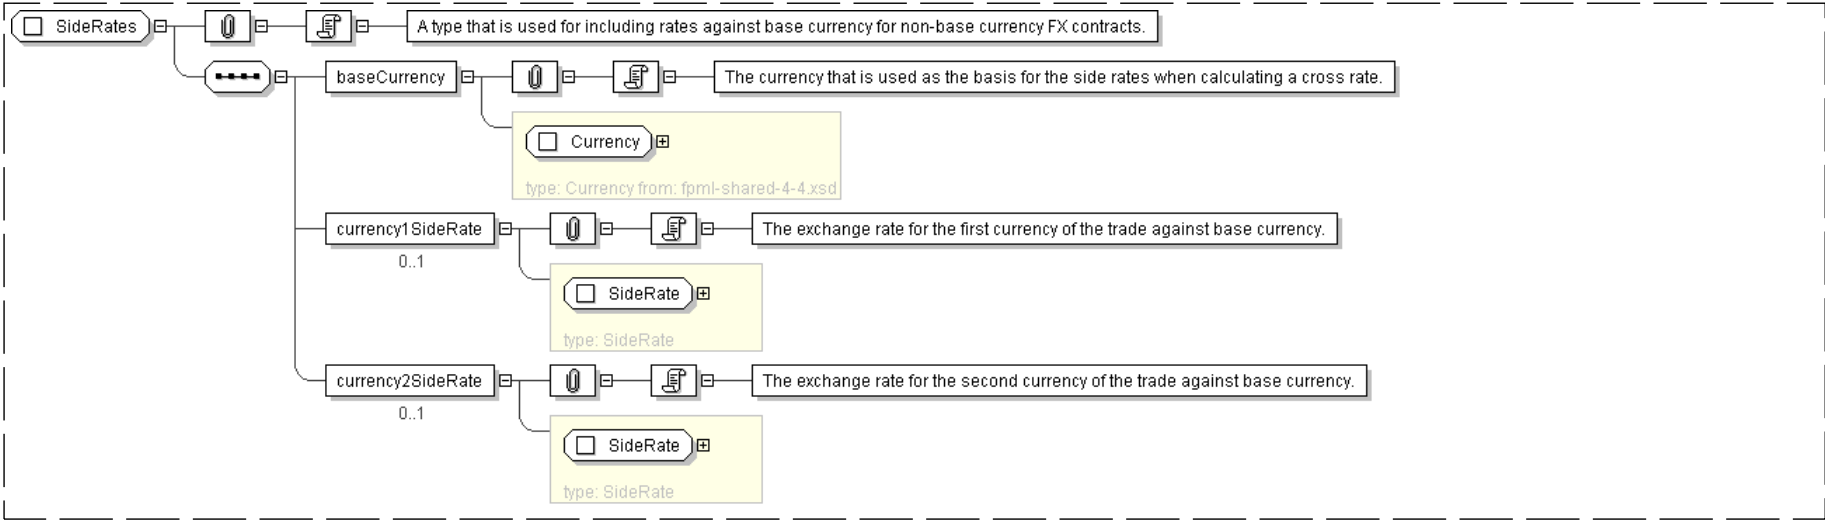 SideRates
A type that is used for including rates against base currency for non-base currency FX contracts.
baseCurrency
The currency that is used as the basis for the side rates when calculating a cross rate.
Currency
type: Currency from: fpml-shared-4-4.xsd
currency1SideRate
The exchange rate for the first currency of the trade against base currency.
0..1
SideRate
type: SideRate
currency2SideRate
The exchange rate for the second currency of the trade against base currency.
0..1
SideRate
type: SideRate